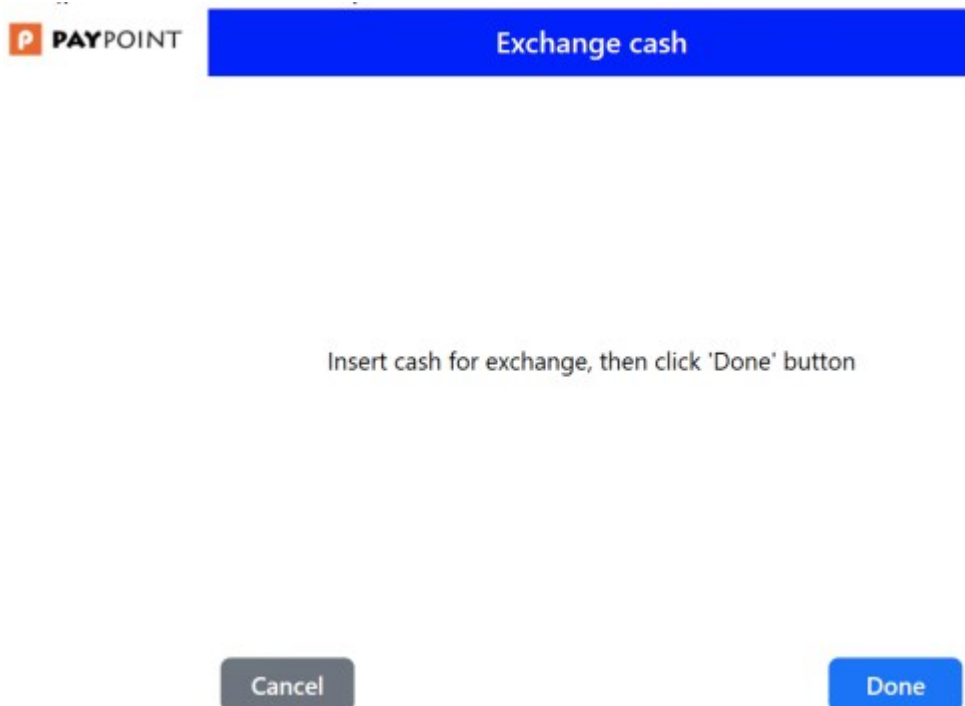 PAYPOINT
Exchange cash
Insert cash for exchange, then click 'Done' button
Cancel
Done